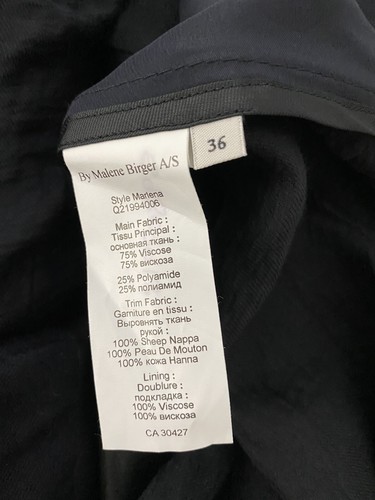 By Malene Birger A/S
36
Style Marlena
Q21994006
Main Fabric :
Tissu Principal :
основная ткань :
75% Viscose
75% вискоза
25% Polyamide
25% полиамид
Trim Fabric :
Garniture en tissu :
Выровнять ткань
рукой :
100% Sheep Nappa
100% Peau De Mouton
100% кожа Наппа
Lining :
Doublure :
подкладка :
100% Viscose
100% вискоза
CA 30427